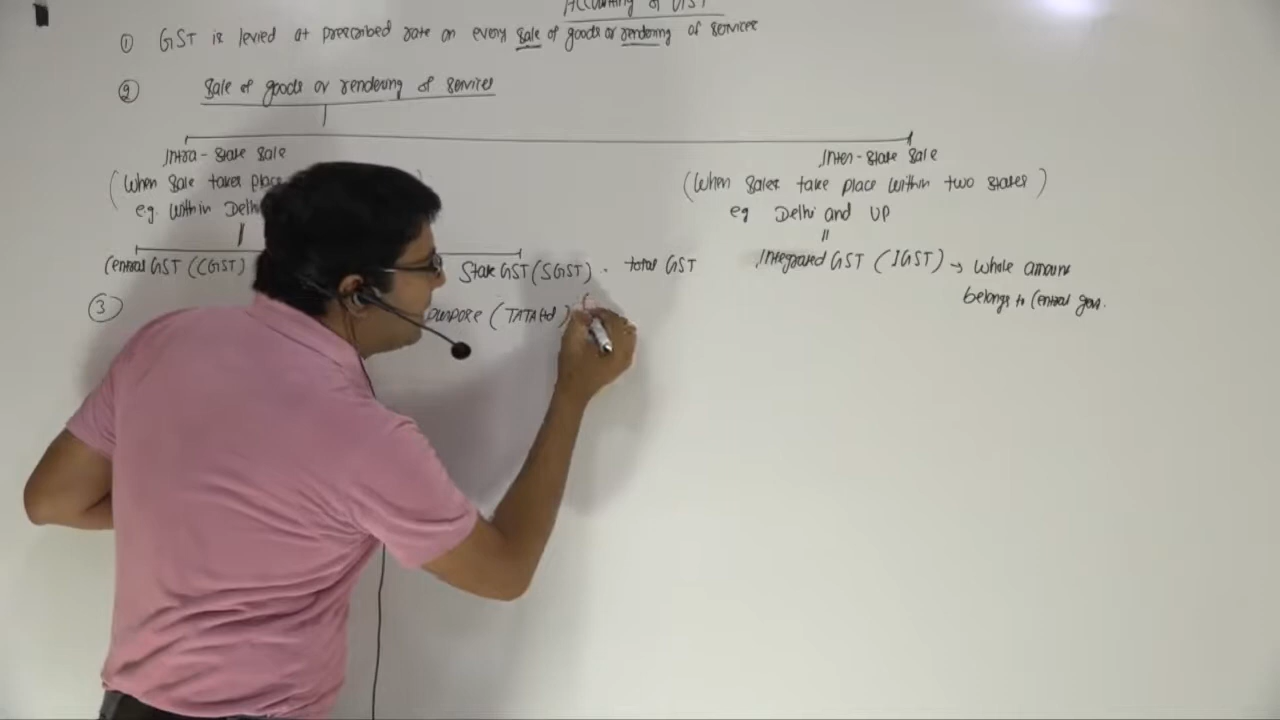 Accounting of GST
① GST is levied at prescribed rate on every sale of goods or rendering of services
② Sale of goods or rendering of services
Intra-State Sale
Inter-State Sale
(When Sale takes place )
(When Sales take place within two states)
eg. within Delhi
eg Delhi and UP
Central GST (CGST)
State GST (SGST) . total GST
Integrated GST (IGST) → whole amount
belongs to Central gov.
③ purpose (TATA Ltd)